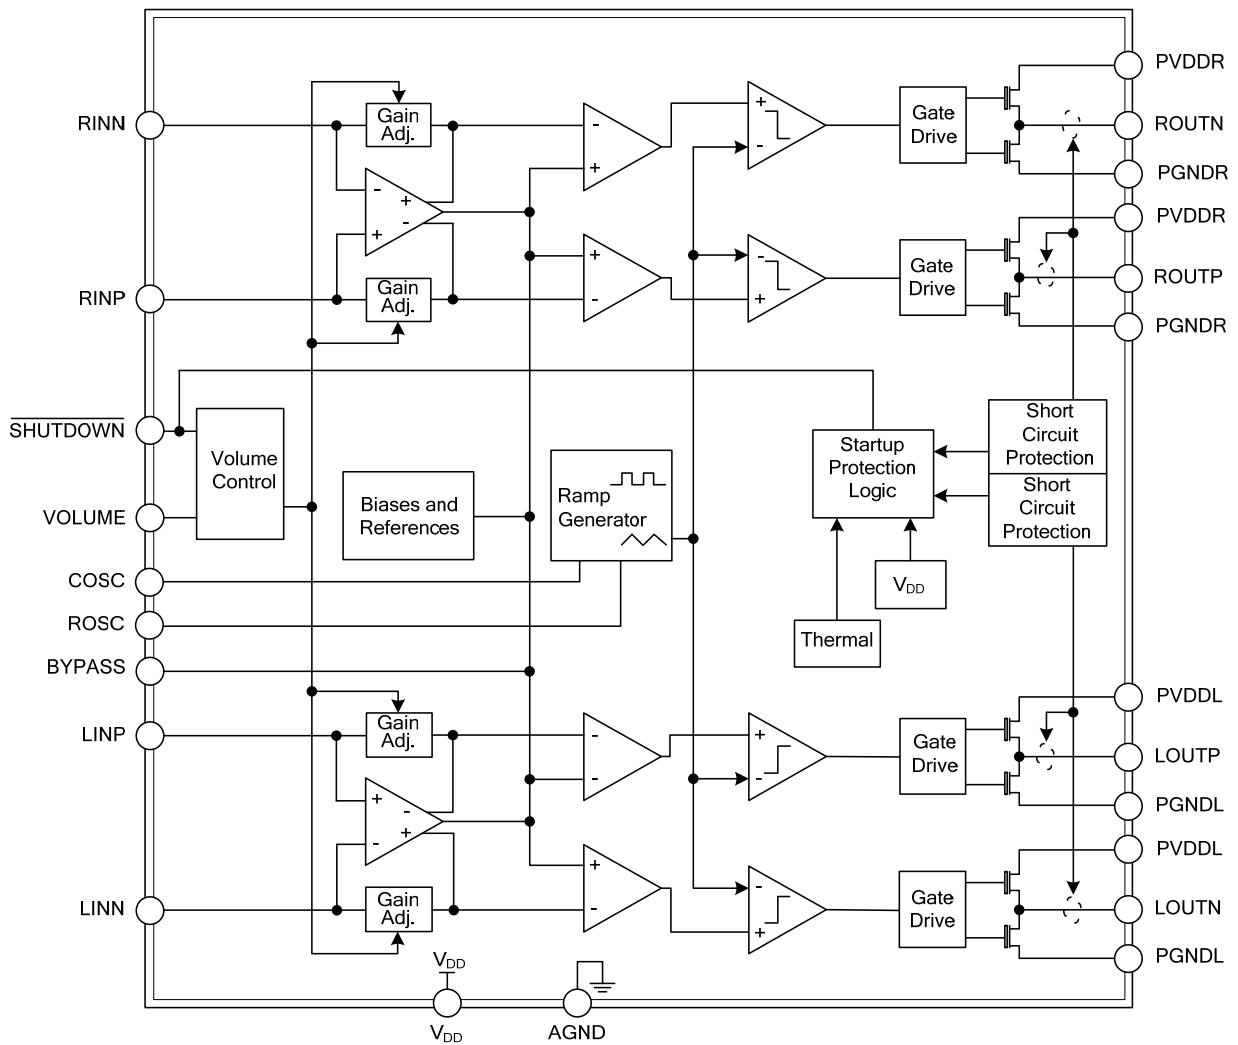 PVDDR
RINN
Gain
Adj.
-
+
+
-
Gate
Drive
ROUTN
PGNDR
-
+
-
+
PVDDR
RINP
Gain
Adj.
+
-
-
+
Gate
Drive
ROUTP
PGNDR
SHUTDOWN
Volume
Control
VOLUME
Biases and
References
Ramp
Generator
Startup
Protection
Logic
Short
Circuit
Protection
Short
Circuit
Protection
COSC
VDD
ROSC
Thermal
BYPASS
PVDDL
LINP
Gain
Adj.
-
-
+
-
Gate
Drive
LOUTP
PGNDL
+
-
+
-
PVDDL
LINN
Gain
Adj.
+
-
-
+
Gate
Drive
LOUTN
PGNDL
VDD
VDD
AGND